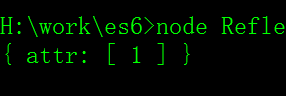 H:\work\es6>node Refle
{ attr: [ 1 ] }